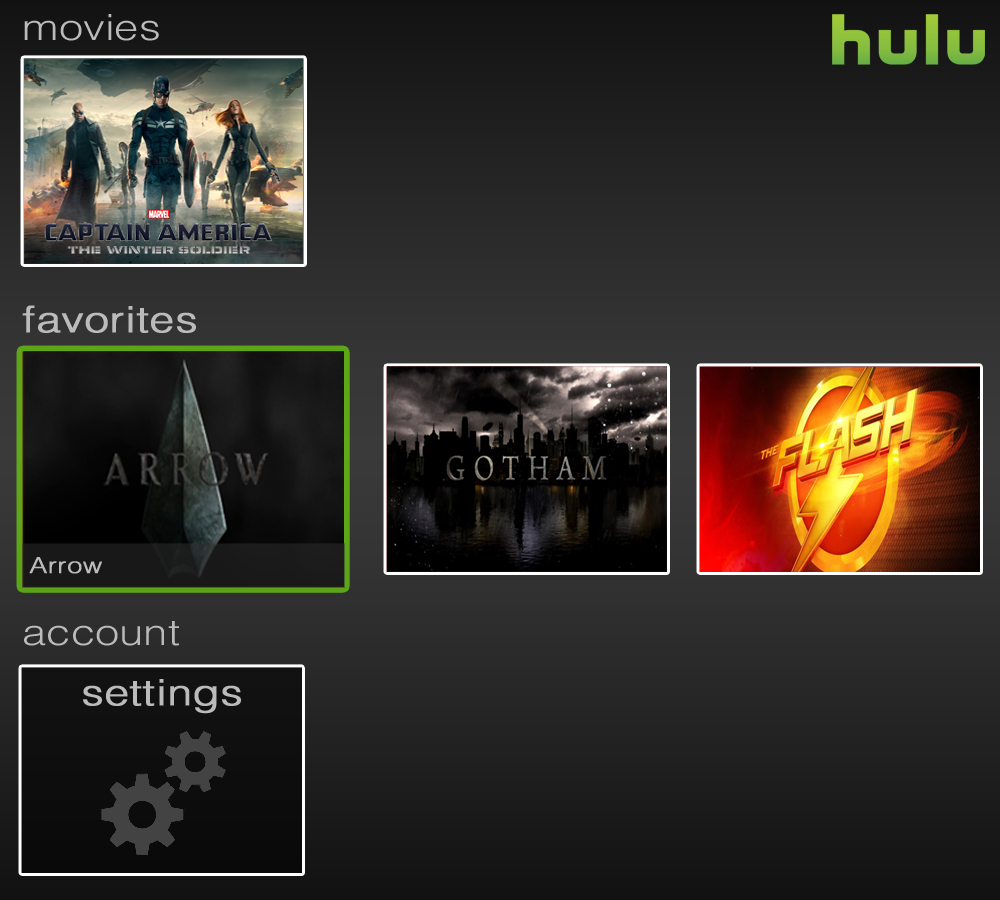 movies
hulu
MARVEL
CAPTAIN AMERICA
THE WINTER SOLDIER
favorites
ARROW
Arrow
GOTHAM
THE FLASH
account
settings